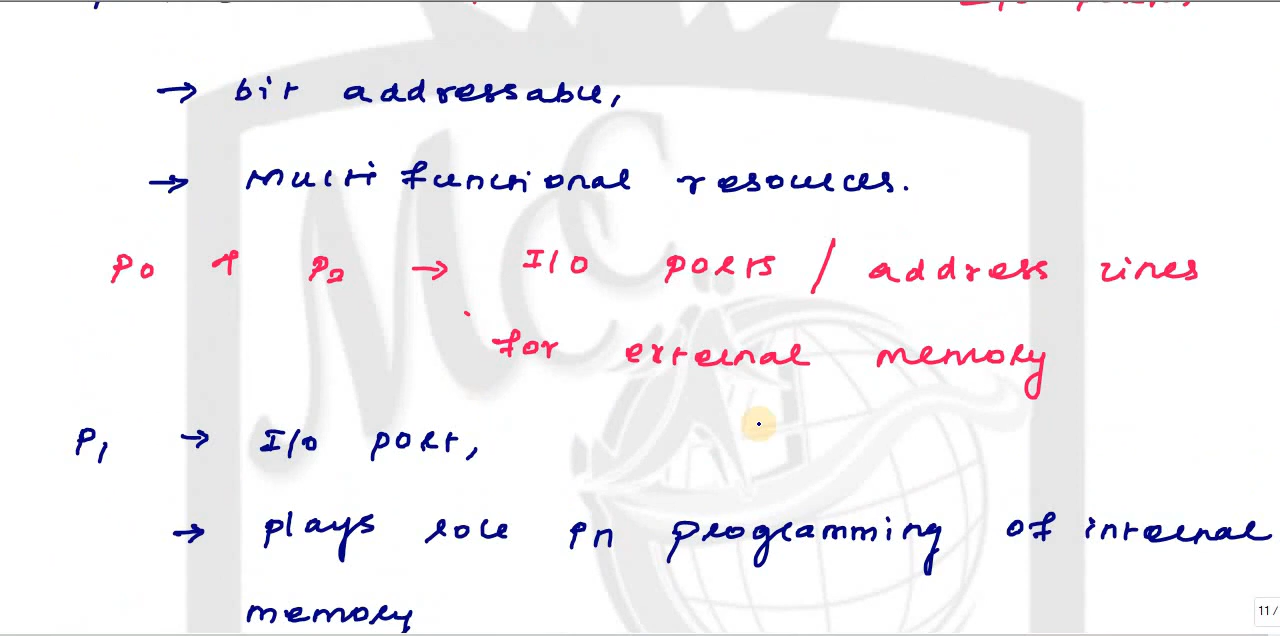 → bit addressable,
→ Multi functional resources.
P0 & P2 → I/O ports / address lines
for external memory
P1 → I/O port,
→ plays role in programming of internal
memory
11 /